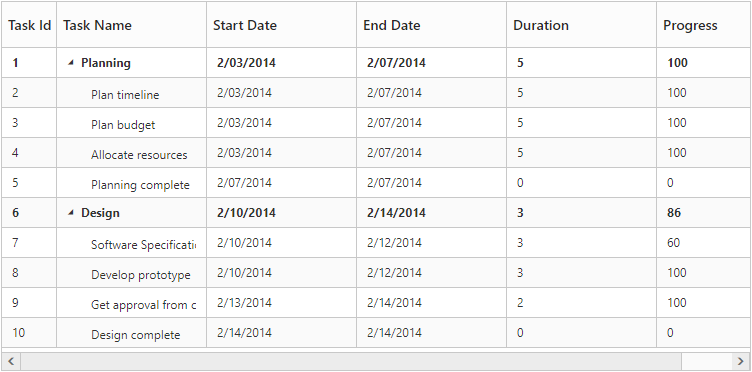 Task Id Task Name Start Date End Date Duration Progress
1 Planning 2/03/2014 2/07/2014 5 100
2 Plan timeline 2/03/2014 2/07/2014 5 100
3 Plan budget 2/03/2014 2/07/2014 5 100
4 Allocate resources 2/03/2014 2/07/2014 5 100
5 Planning complete 2/07/2014 2/07/2014 0 0
6 Design 2/10/2014 2/14/2014 3 86
7 Software Specificati 2/10/2014 2/12/2014 3 60
8 Develop prototype 2/10/2014 2/12/2014 3 100
9 Get approval from c 2/13/2014 2/14/2014 2 100
10 Design complete 2/14/2014 2/14/2014 0 0